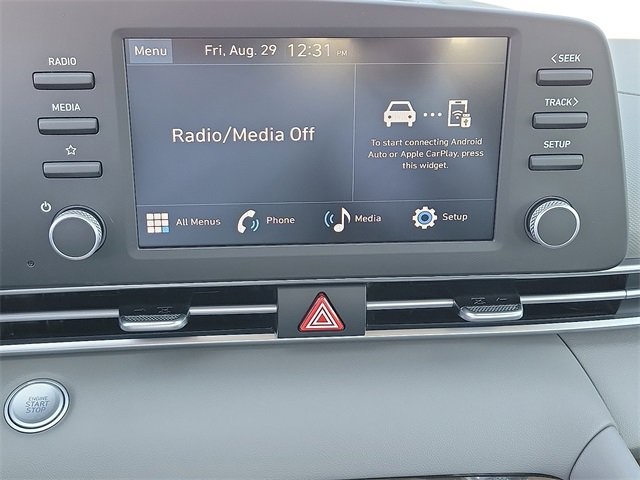 Menu Fri, Aug. 29 12:31 PM
RADIO
MEDIA
<SEEK
TRACK>
SETUP
Radio/Media Off
To start connecting Android
Auto or Apple CarPlay, press
this widget.
All Menus Phone Media Setup
ENGINE
START
STOP